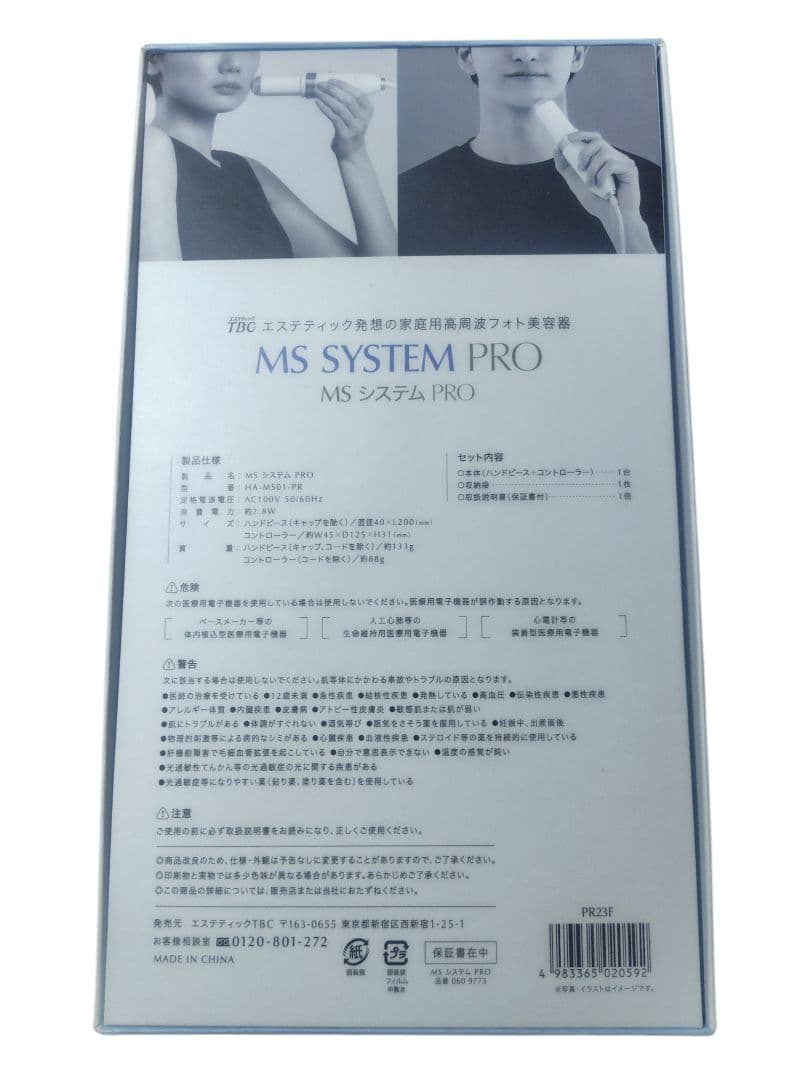 エステティック
TBC エステティック発想の家庭用高周波フォト美容器
MS SYSTEM PRO
MS システム PRO
製品仕様
製品名：MS システム PRO
型番：HA-MS01-PR
定格電源電圧：AC100V 50/60Hz
消費電力：約2.8W
サイズ：ハンドピース(キャップを除く)／直径40×L200(mm)
コントローラー／約W45×D125×H31(mm)
質量：ハンドピース(キャップ、コードを除く)／約133g
コントローラー(コードを除く)／約88g
セット内容
○本体(ハンドピース・コントローラー)……1台
○収納袋……………………1枚
○取扱説明書(保証書付)……………1冊
⚠危険
次の医療用電子機器を使用している場合は使用しないでください。医療用電子機器が誤作動する原因となります。
ペースメーカー等の
体内植込型医療用電子機器
人工心肺等の
生命維持用医療用電子機器
心電計等の
装着型医療用電子機器
⚠警告
次に該当する場合は使用しないでください。肌等体にかかわる事故やトラブルの原因となります。
●医師の治療を受けている ●12歳未満 ●急性疾患 ●結核性疾患 ●発熱している ●高血圧 ●伝染性疾患 ●悪性疾患
●アレルギー体質 ●内臓疾患 ●皮膚病 ●アトピー性皮膚炎 ●敏感肌または肌が弱い
●肌にトラブルがある ●体調がすぐれない ●酒気帯び ●眠気をさそう薬を服用している ●妊娠中、出産直後
●物理的刺激等による病的なシミがある ●心臓疾患 ●血液性疾患 ●ステロイド等の薬を持続的に使用している
●肝機能障害で毛細血管拡張を起こしている ●自分で意思表示できない ●温度の感覚が鈍い
●光過敏性てんかん等の光過敏症の光に関する疾患がある
●光過敏症等になりやすい薬(貼り薬、塗り薬を含む)を使用している
⚠注意
ご使用の前に必ず取扱説明書をお読みになり、正しくご使用ください。
◎商品改良のため、仕様・外観は予告なしに変更することがありますので、ご了承ください。
◎印刷物と実物では多少色味が異なる場合があります。あらかじめご了承ください。
◎この商品の詳細については、販売店または当社におたずねください。
発売元 エステティックTBC 〒163-0655 東京都新宿区西新宿1-25-1
お客様相談室 0120-801-272
MADE IN CHINA
紙
個装箱
プラ
個装袋
フィルム
中敷き
保証書在中
MS システム PRO
品番 060 9773
PR23F
4 983365 020592
※写真・イラストはイメージです。